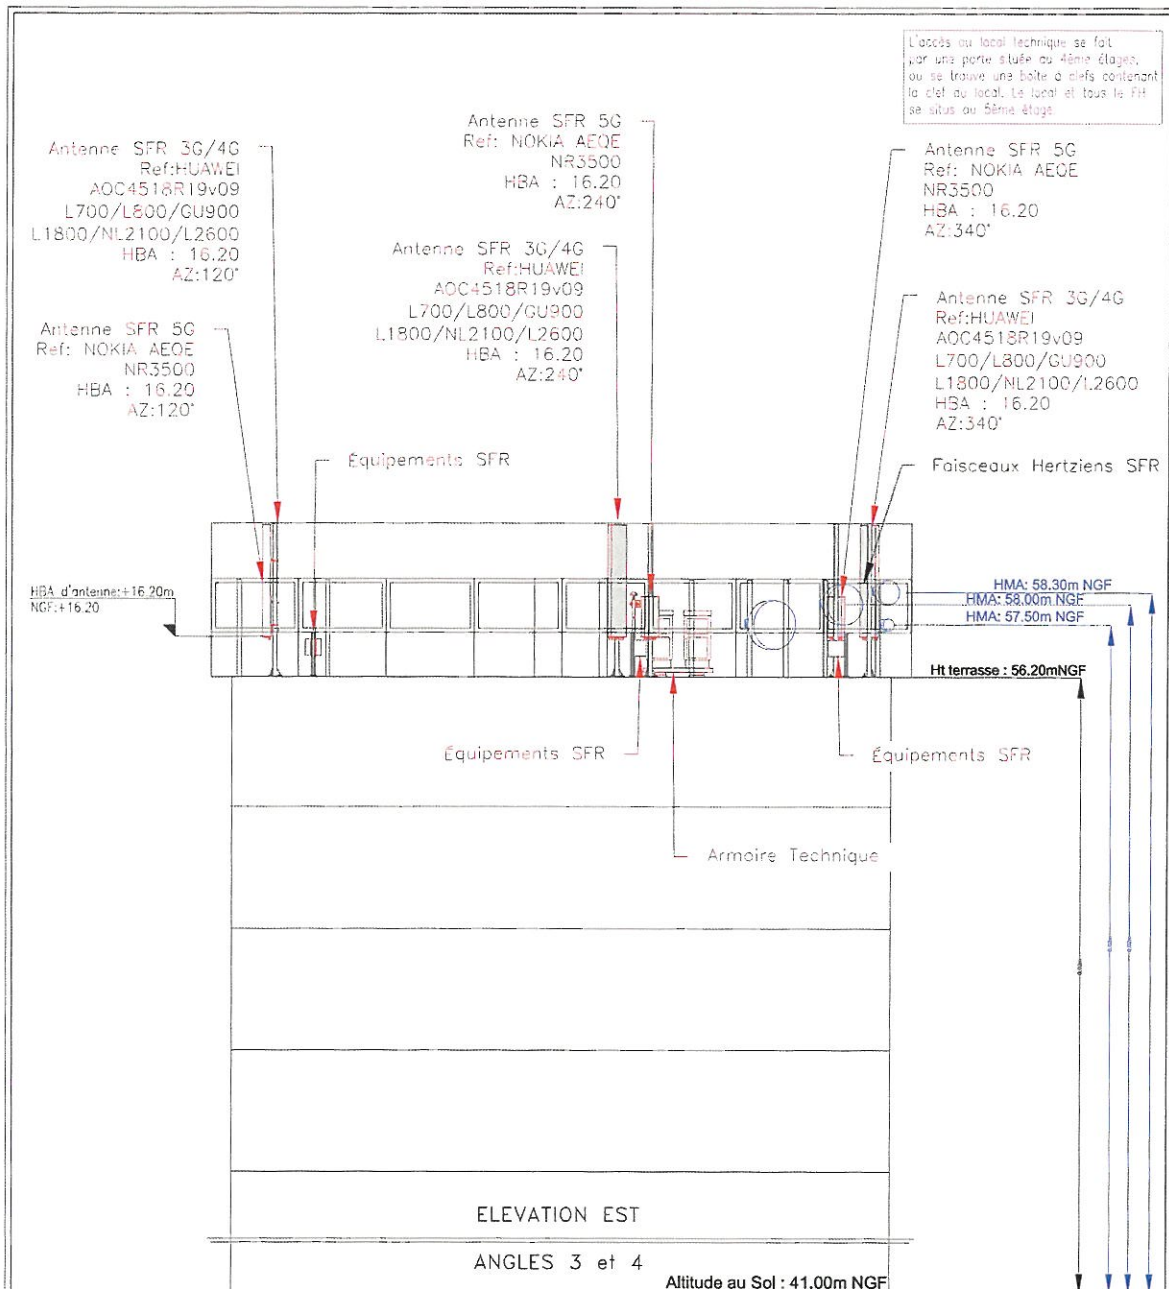 L'accès au local technique se fait
par une porte située au 4ème étages,
ou se trouve une boîte à clefs contenant
la clef au local. Le local et tous le FH
se situs au 5ème étage
Antenne SFR 3G/4G
Ref:HUAWEI
AOC4518R19v09
L700/L800/GU900
L1800/NL2100/L2600
HBA : 16.20
AZ:120°
Antenne SFR 5G
Ref: NOKIA AEQE
NR3500
HBA : 16.20
AZ:120°
Antenne SFR 5G
Ref: NOKIA AEQE
NR3500
HBA : 16.20
AZ:240°
Antenne SFR 3G/4G
Ref:HUAWEI
AOC4518R19v09
L700/L800/GU900
L1800/NL2100/L2600
HBA : 16.20
AZ:240°
Antenne SFR 5G
Ref: NOKIA AEQE
NR3500
HBA : 16.20
AZ:340°
Antenne SFR 3G/4G
Ref:HUAWEI
AOC4518R19v09
L700/L800/GU900
L1800/NL2100/L2600
HBA : 16.20
AZ:340°
Équipements SFR
Faisceaux Hertziens SFR
HBA d'antenne:+16.20m
NGF:+16.20
HMA: 58.30m NGF
HMA: 58.00m NGF
HMA: 57.50m NGF
Ht terrasse : 56.20mNGF
Équipements SFR
Équipements SFR
Armoire Technique
ELEVATION EST
ANGLES 3 et 4
Altitude au Sol : 41.00m NGF